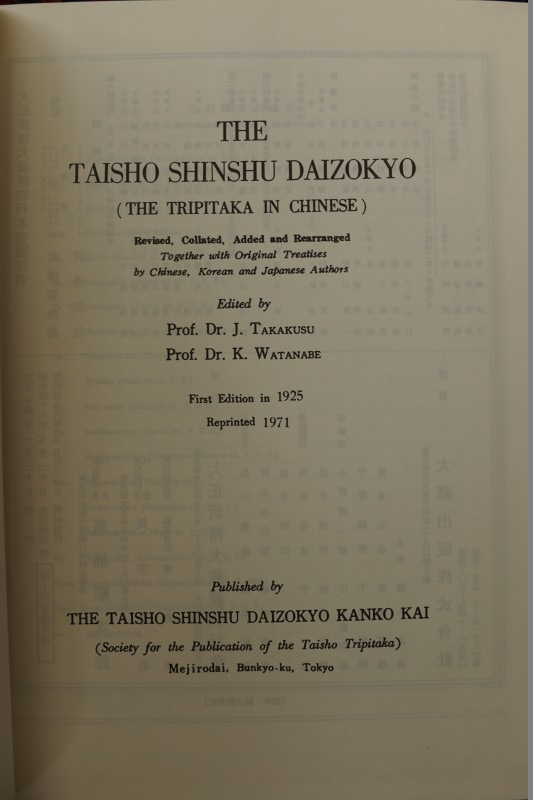 THE
TAISHO SHINSHU DAIZOKYO
(THE TRIPITAKA IN CHINESE)
Revised, Collated, Added and Rearranged
Together with Original Treatises
by Chinese, Korean and Japanese Authors
Edited by
Prof. Dr. J. TAKAKUSU
Prof. Dr. K. WATANABE
First Edition in 1925
Reprinted 1971
Published by
THE TAISHO SHINSHU DAIZOKYO KANKO KAI
(Society for the Publication of the Taisho Tripitaka)
Mejirodai, Bunkyo-ku, Tokyo